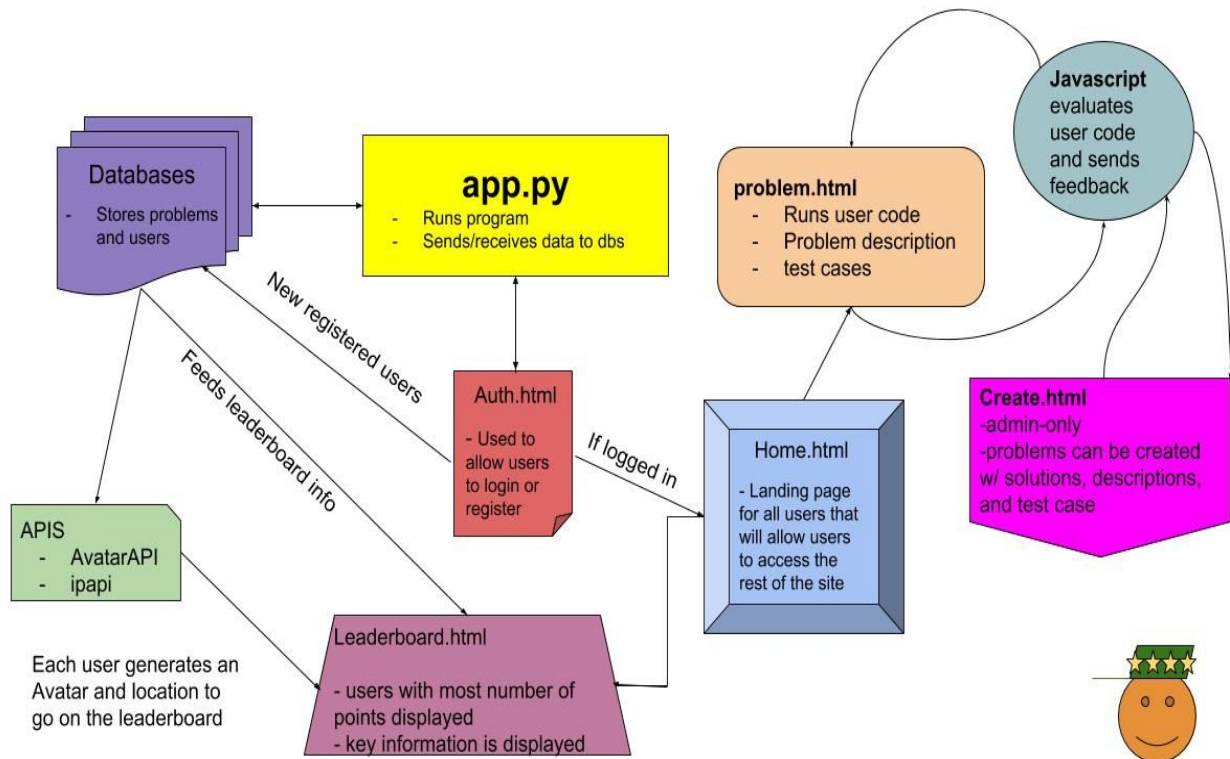 Databases
- Stores problems
and users
app.py
- Runs program
- Sends/receives data to dbs
problem.html
- Runs user code
- Problem description
- test cases
Javascript
evaluates
user code
and sends
feedback
New registered users
Feeds leaderboard info
Auth.html
- Used to
allow users
to login or
register
If logged in
Home.html
- Landing page
for all users that
will allow users
to access the
rest of the site
Create.html
-admin-only
-problems can be created
w/ solutions, descriptions,
and test case
APIS
- AvatarAPI
- ipapi
Each user generates an
Avatar and location to
go on the leaderboard
Leaderboard.html
- users with most number of
points displayed
- key information is displayed